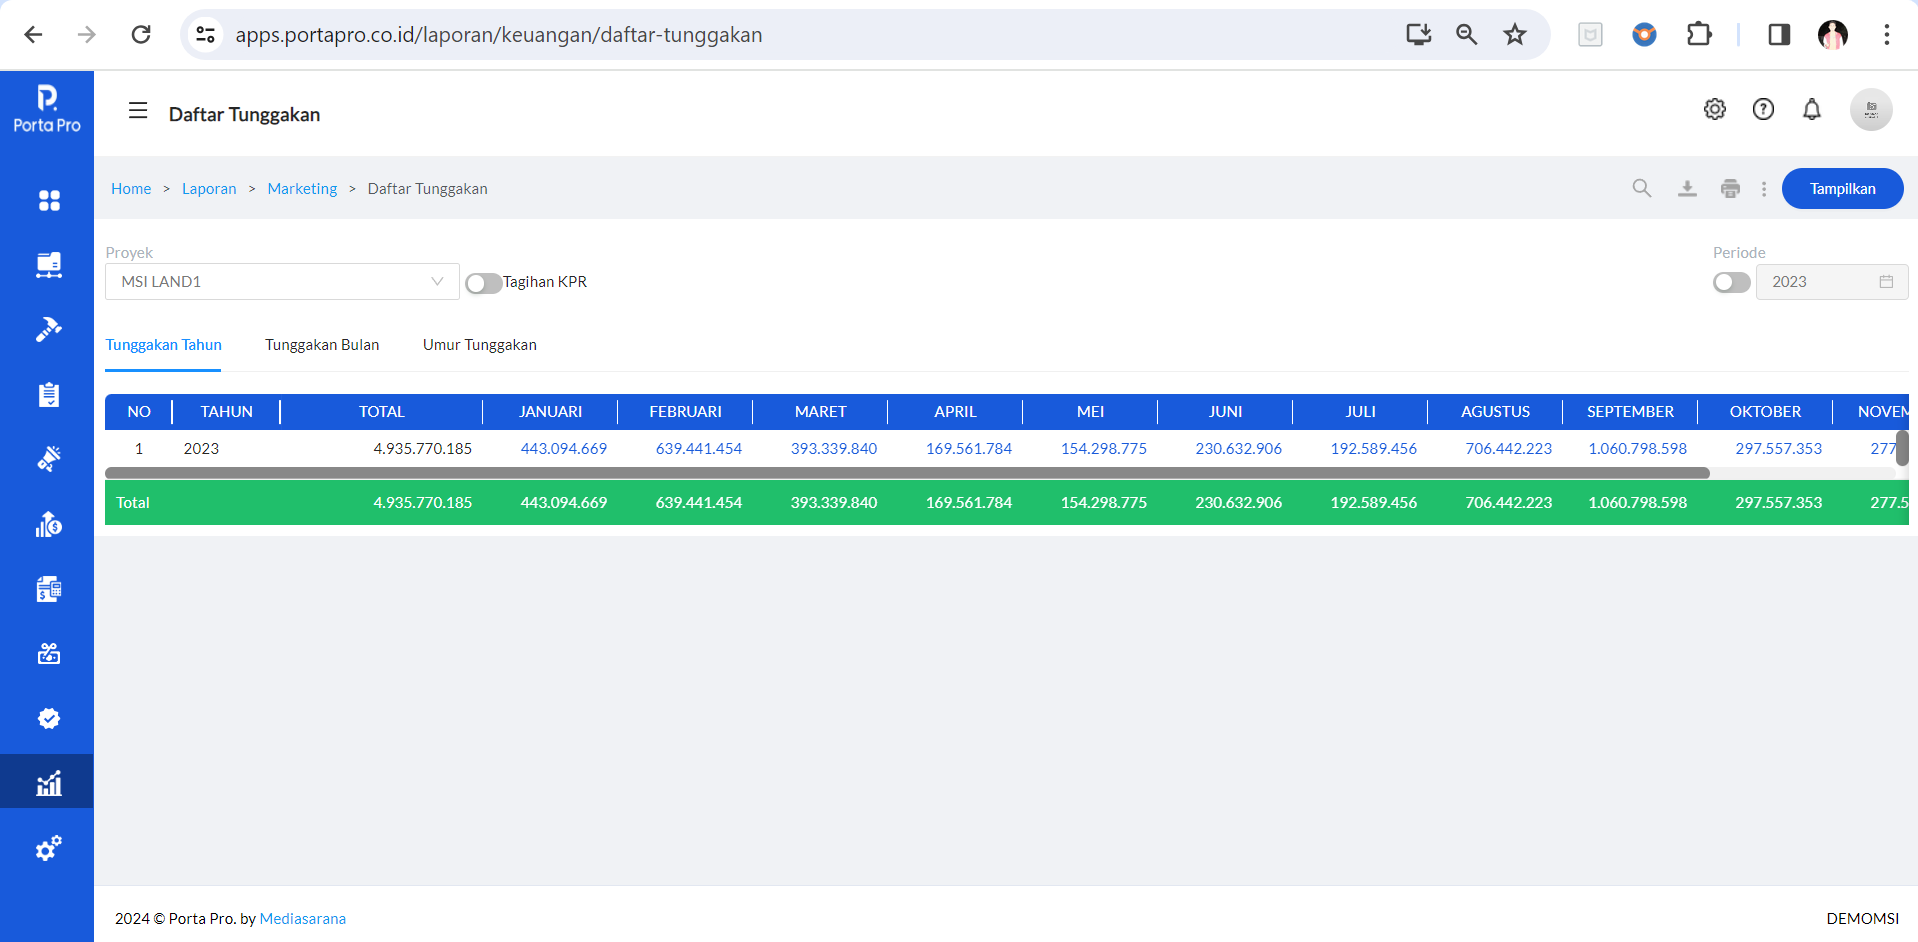 apps.portapro.co.id/laporan/keuangan/daftar-tunggakan
Porta Pro
Daftar Tunggakan
Home > Laporan > Marketing > Daftar Tunggakan
Tampilkan
Proyek
Periode
MSI LAND1
Tagihan KPR
2023
Tunggakan Tahun Tunggakan Bulan Umur Tunggakan
NO TAHUN TOTAL JANUARI FEBRUARI MARET APRIL MEI JUNI JULI AGUSTUS SEPTEMBER OKTOBER NOVEM
1 2023 4.935.770.185 443.094.669 639.441.454 393.339.840 169.561.784 154.298.775 230.632.906 192.589.456 706.442.223 1.060.798.598 297.557.353 277
Total 4.935.770.185 443.094.669 639.441.454 393.339.840 169.561.784 154.298.775 230.632.906 192.589.456 706.442.223 1.060.798.598 297.557.353 277.5
2024 © Porta Pro. by Mediasarana
DEMOMSI